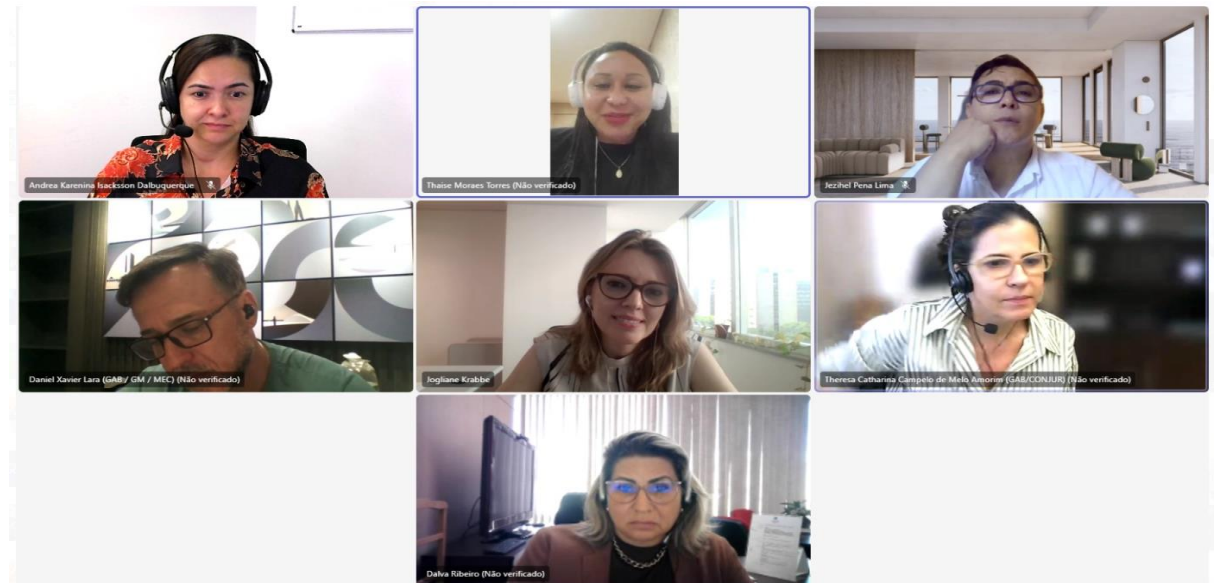 Andrea Karenina Isacksson Dalbuquerque
Thaise Moraes Torres (Não verificado)
Jezihel Pena Lima
Daniel Xavier Lara (GAB / GM / MEC) (Não verificado)
Jogliane Krabbe
Theresa Catharina Campelo de Melo Amorim (GAB/CONJUR) (Não verificado)
Dalva Ribeiro (Não verificado)